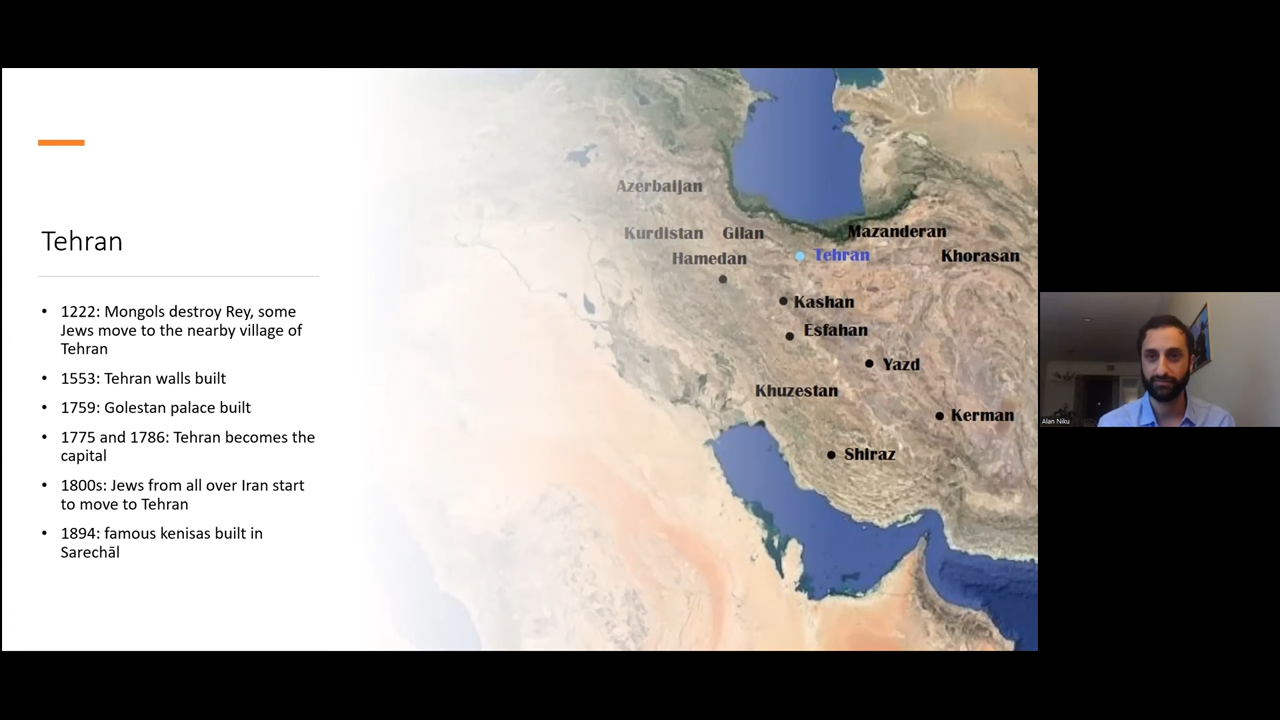 Tehran
• 1222: Mongols destroy Rey, some
Jews move to the nearby village of
Tehran
• 1553: Tehran walls built
• 1759: Golestan palace built
• 1775 and 1786: Tehran becomes the
capital
• 1800s: Jews from all over Iran start
to move to Tehran
• 1894: famous kenisas built in
Sarechāl
Azerbaijan
Kurdistan Gilan Mazanderan
Hamedan Tehran Khorasan
Kashan
Esfahan
Yazd
Khuzestan
Kerman
Shiraz
Alan Niku